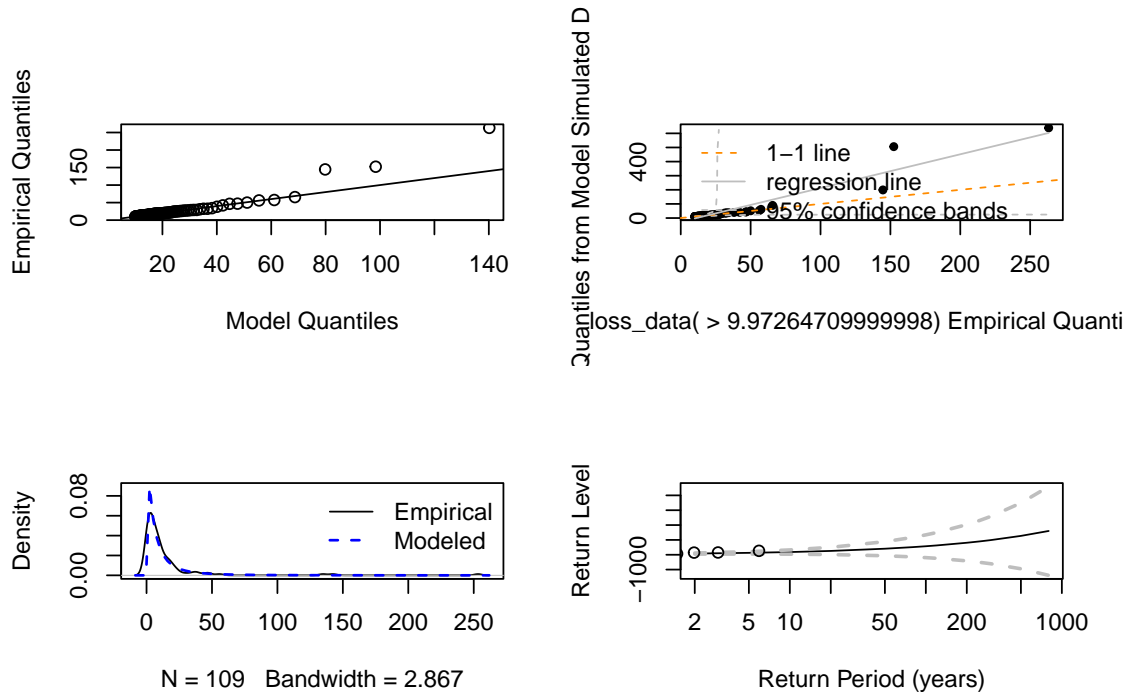 Empirical Quantiles
150
0
20 40 60 80 100 140
Model Quantiles
Quantiles from Model Simulated D
400
0
1−1 line
regression line
95% confidence bands
0 50 100 150 200 250
loss_data( > 9.97264709999998) Empirical Quanti
Density
0.08
0.00
Empirical
Modeled
0 50 100 150 200 250
N = 109 Bandwidth = 2.867
Return Level
−1000
2 5 10 50 200 1000
Return Period (years)